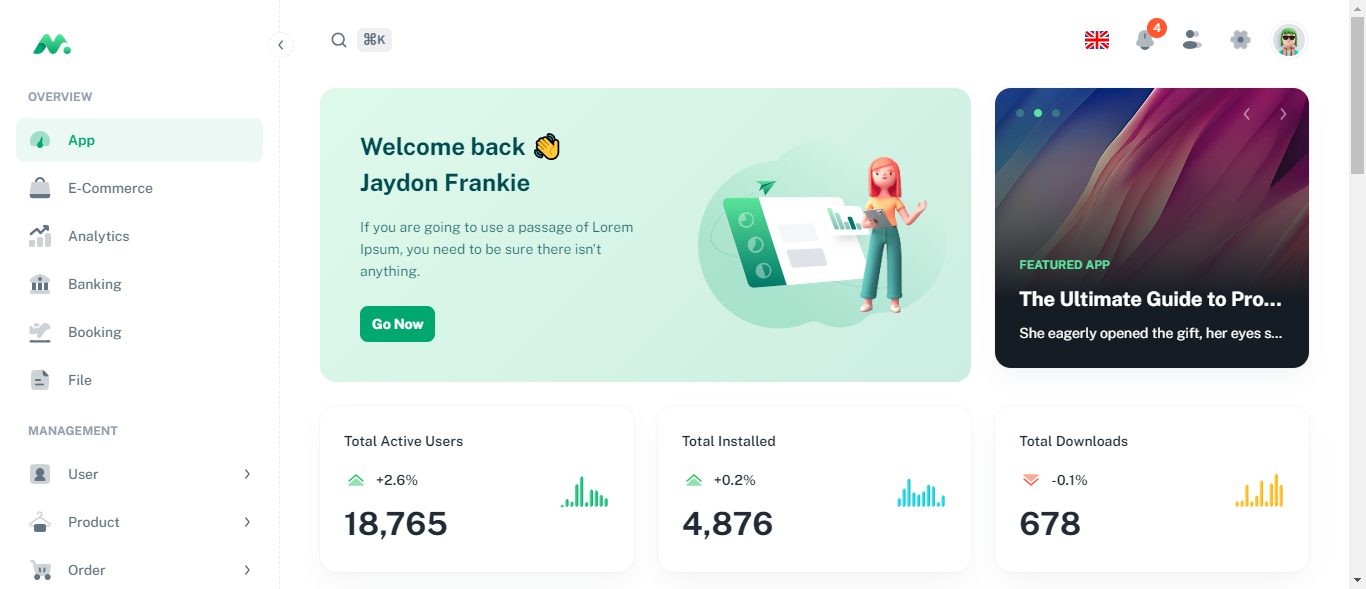 ⌘K
4
OVERVIEW
App
E-Commerce
Analytics
Banking
Booking
File
MANAGEMENT
User
Product
Order
Welcome back 👋
Jaydon Frankie
If you are going to use a passage of Lorem
Ipsum, you need to be sure there isn't
anything.
Go Now
FEATURED APP
The Ultimate Guide to Pro...
She eagerly opened the gift, her eyes s...
Total Active Users
+2.6%
18,765
Total Installed
+0.2%
4,876
Total Downloads
-0.1%
678